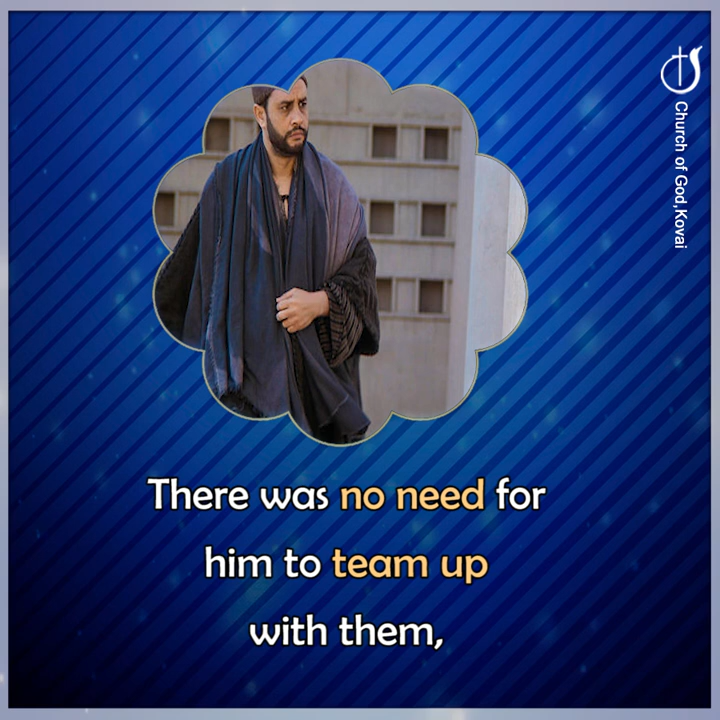 Church of God,Kovai
There was no need for
him to team up
with them,